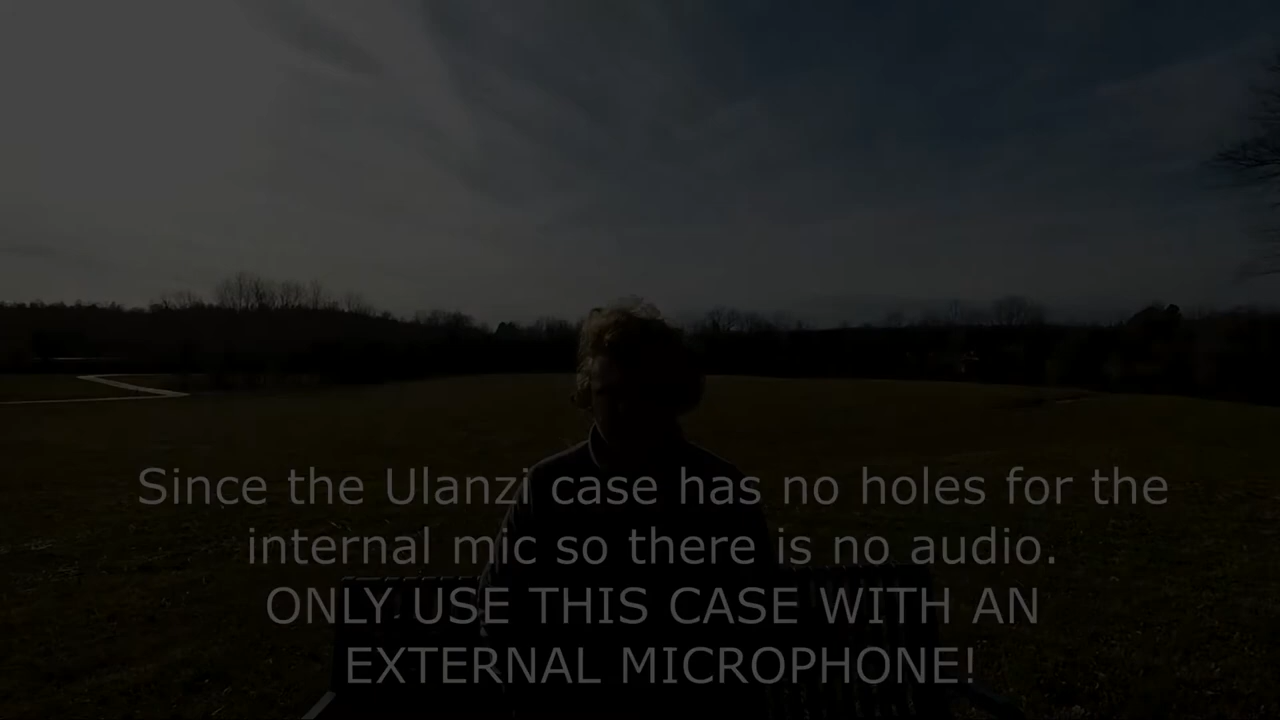 Since the Ulanzi case has no holes for the
internal mic so there is no audio.
ONLY USE THIS CASE WITH AN
EXTERNAL MICROPHONE!